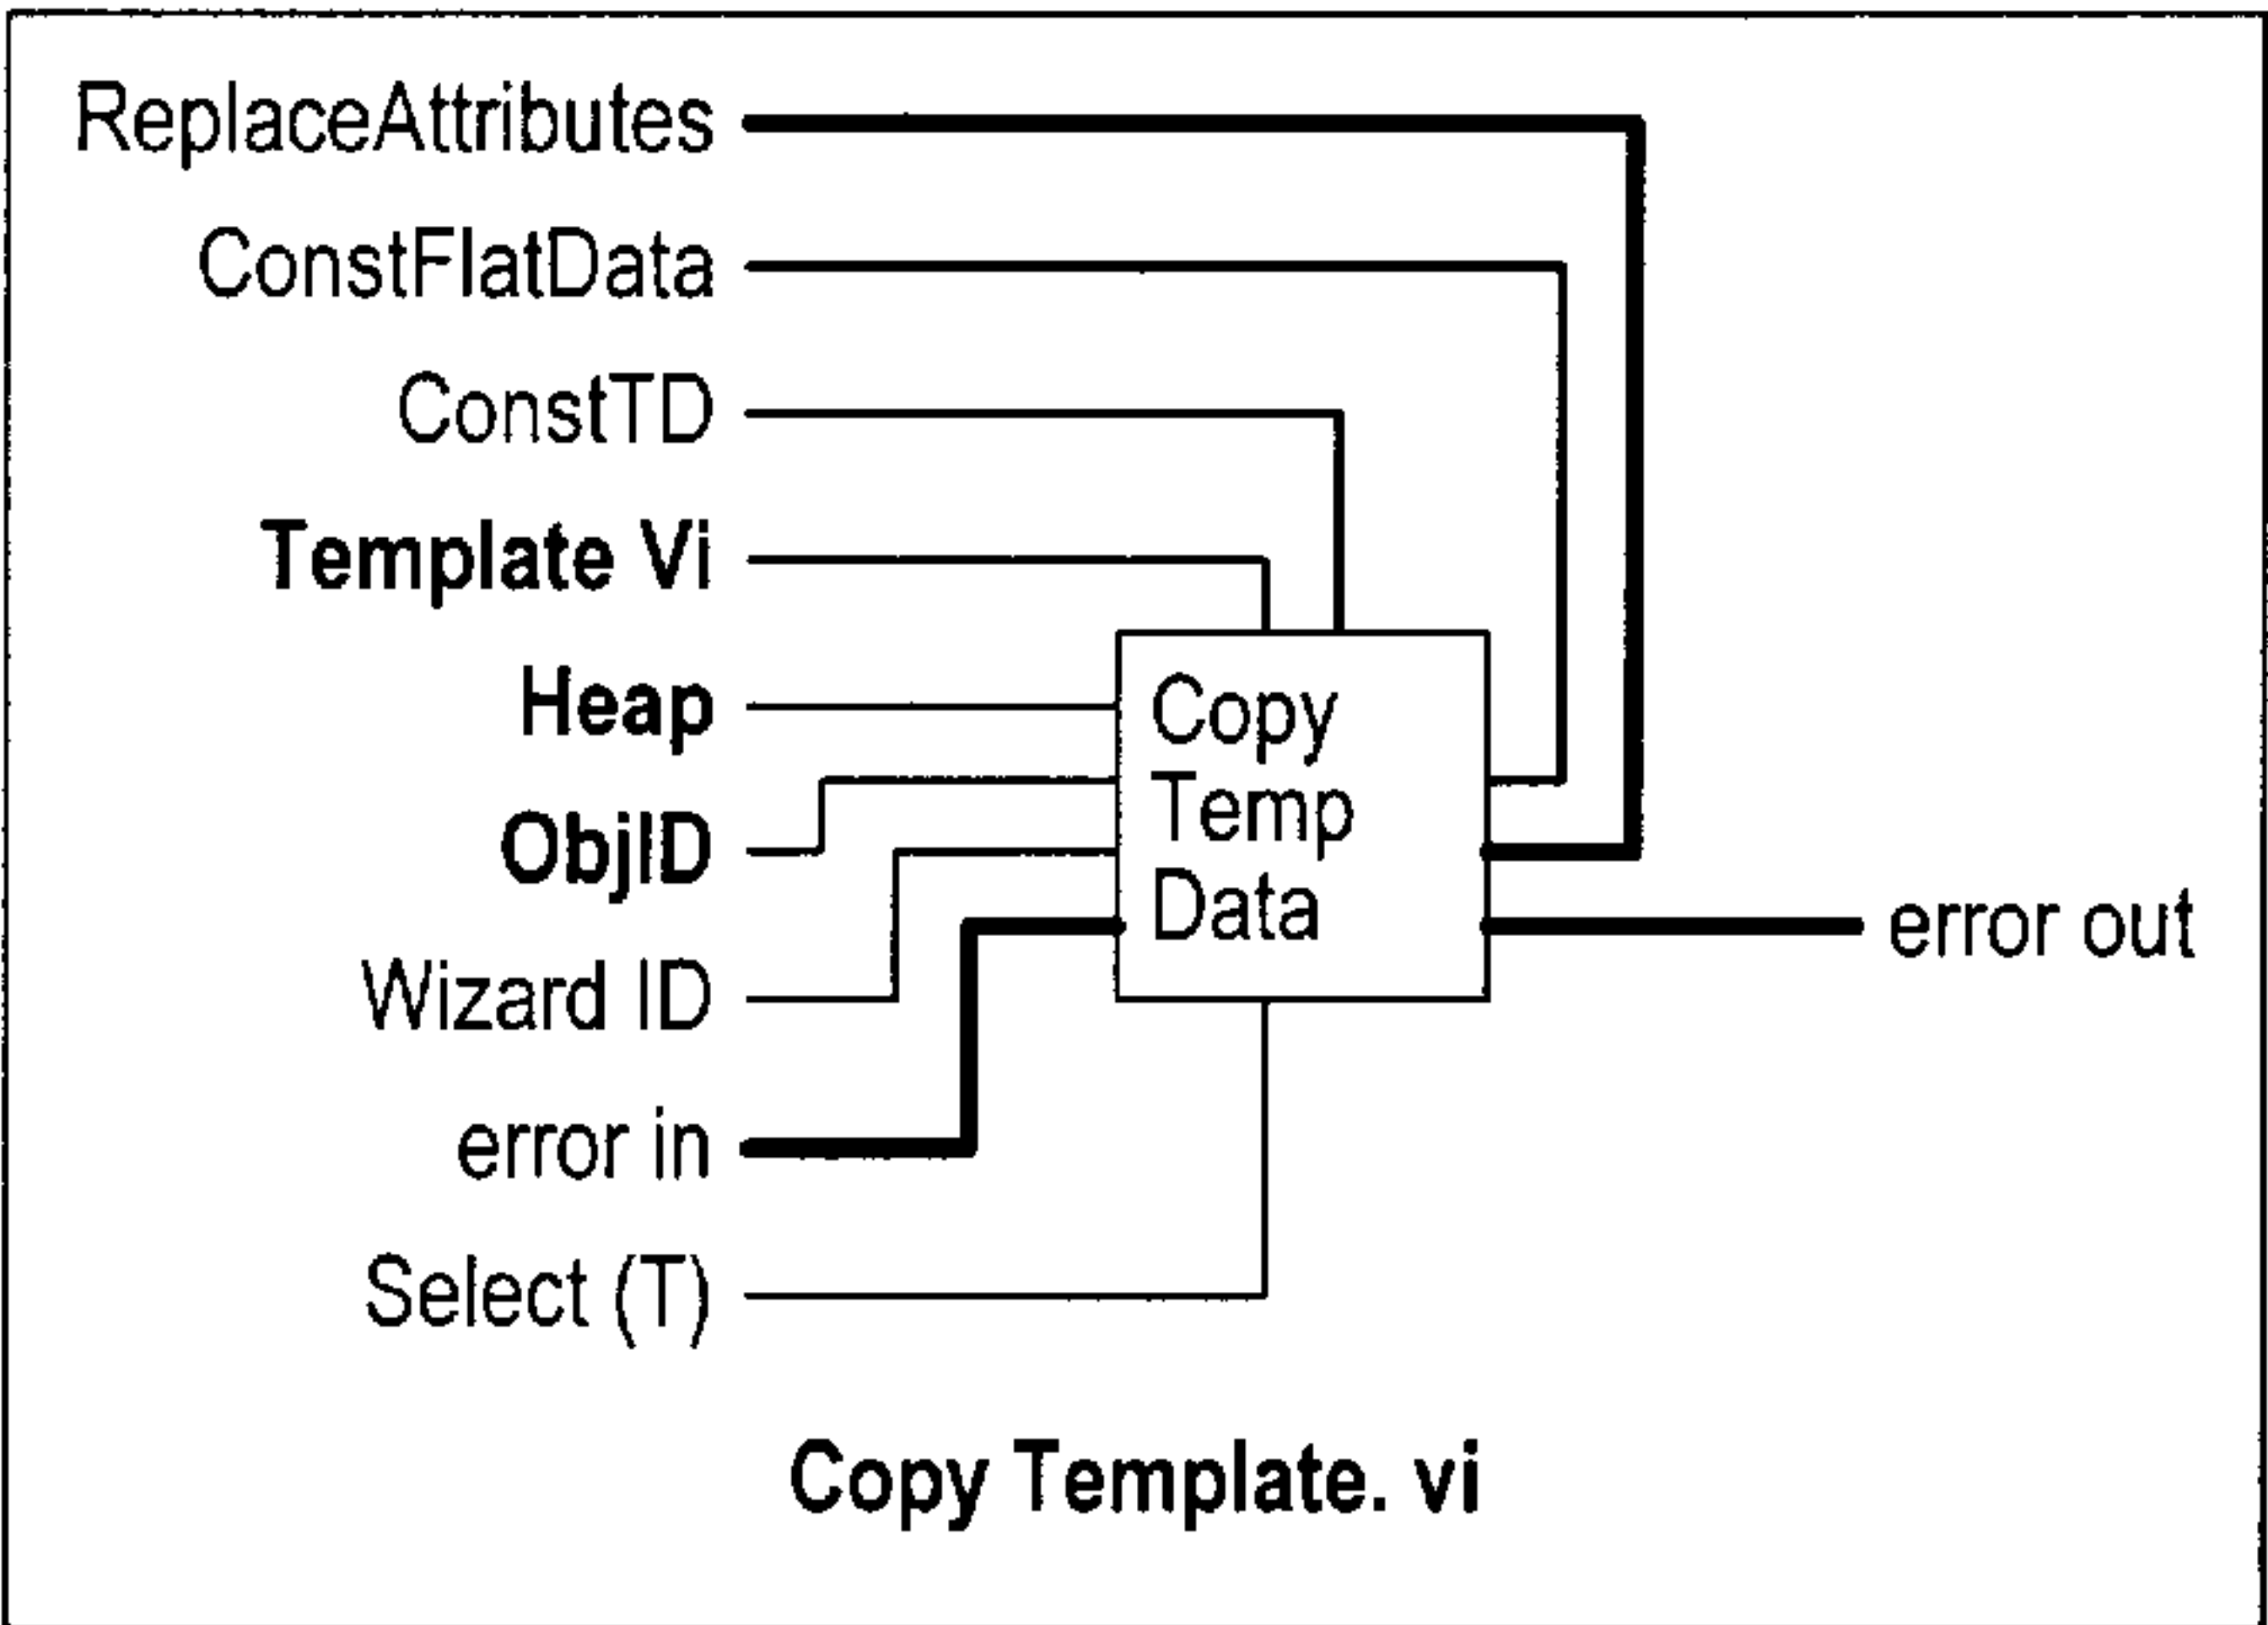 ReplaceAttributes
ConstFlatData
ConstTD
Template Vi
Heap
ObjID
Wizard ID
error in
Select (T)
Copy
Temp
Data
error out
Copy Template. vi